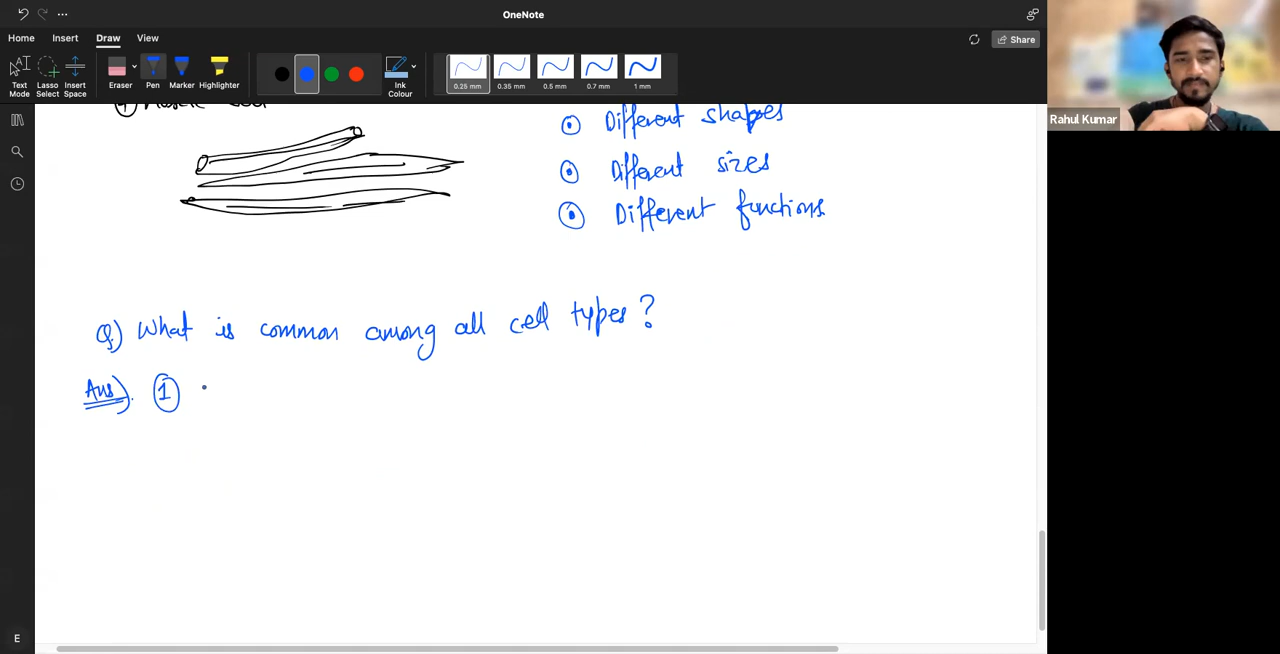 OneNote
Home Insert Draw View
Share
Text Mode
Lasso Select
Insert Space
Eraser
Pen
Marker
Highlighter
Ink Colour
0.25 mm
0.35 mm
0.5 mm
0.7 mm
1 mm
Rahul Kumar
Different shapes
Different sizes
Different functions
Q) What is common among all cell types?
Ans). 1
E